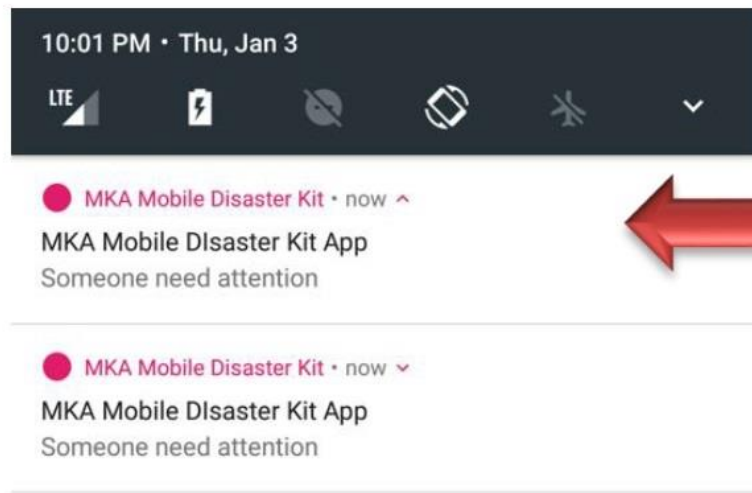 10:01 PM • Thu, Jan 3
LTE
MKA Mobile Disaster Kit • now
MKA Mobile DIsaster Kit App
Someone need attention
MKA Mobile Disaster Kit • now
MKA Mobile DIsaster Kit App
Someone need attention